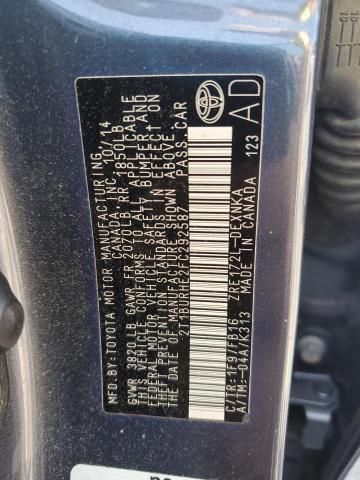 MFD.BY:TOYOTA MOTOR MANUFACTURING
CANADA, INC. 10/14
GVWR 3820LB GAWR FR 2070LB RR 1850LB
THIS VEHICLE CONFORMS TO ALL APPLICABLE
FEDERAL MOTOR VEHICLE SAFETY, BUMPER AND
THEFT PREVENTION STANDARDS IN EFFECT ON
THE DATE OF MANUFACTURE SHOWN ABOVE.
2T1BURHE2FC292587 PASS.CAR
C/TR:1F9/FB16 ZRE172L-DEXNKA
A/TM:-04A/K313 MADE IN CANADA 123
AD